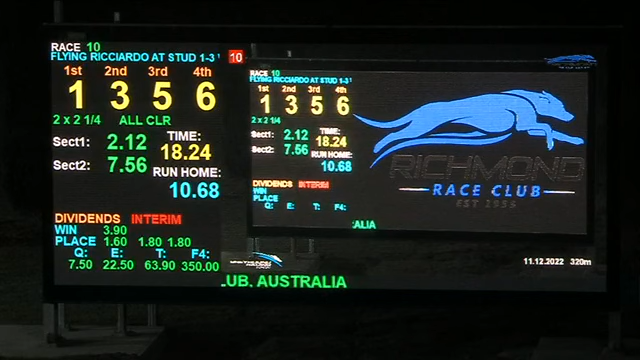 RACE 10
FLYING RICCIARDO AT STUD 1-3
10
1st 2nd 3rd 4th
1 3 5 6
2 x 2 1/4 ALL CLR
Sect1: 2.12 TIME:
18.24
Sect2: 7.56 RUN HOME:
10.68
DIVIDENDS INTERIM
WIN 3.90
PLACE 1.60 1.80 1.80
Q: E: T: F4:
7.50 22.50 63.90 350.00
RACE 10
FLYING RICCIARDO AT STUD 1-3
1st 2nd 3rd 4th
1 3 5 6
2 x 2 1/4
Sect1: 2.12 TIME:
18.24
Sect2: 7.56 RUN HOME:
10.68
DIVIDENDS INTERIM
WIN
PLACE
Q: E: T: F4:
ALIA
RICHMOND
RACE CLUB
EST 1955
11.12.2022 320m
LUB, AUSTRALIA